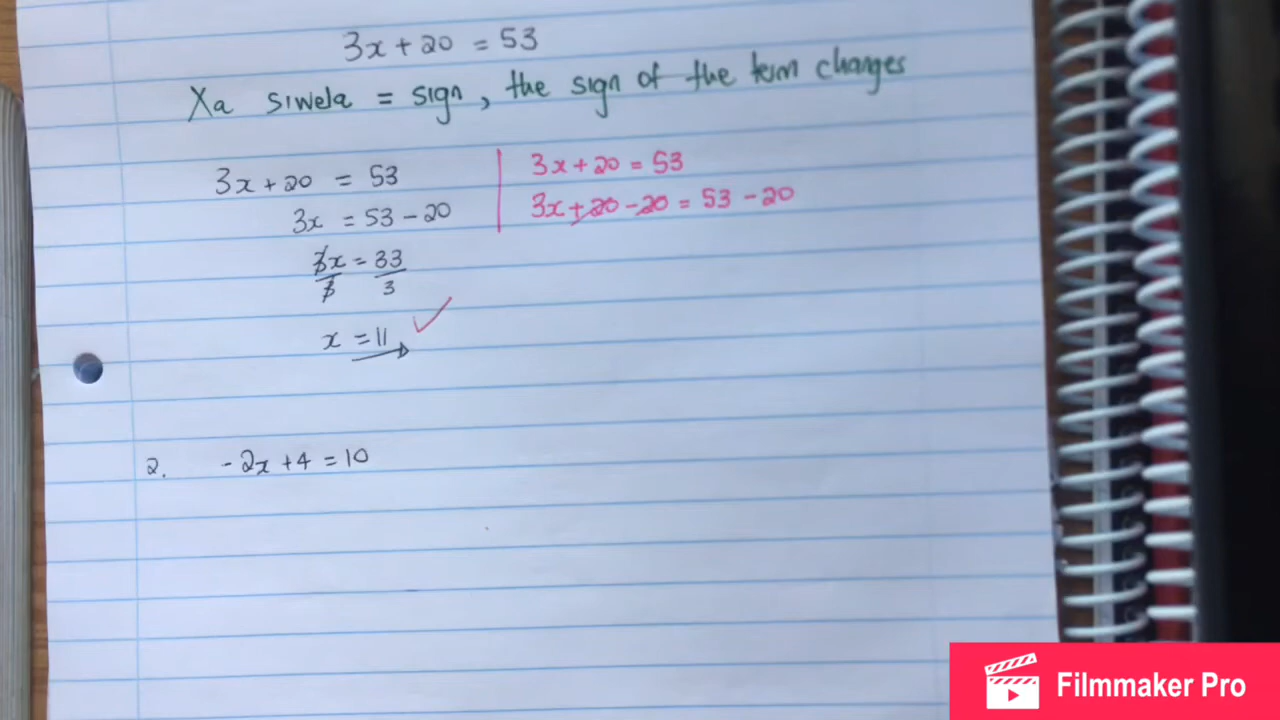 3x + 20 = 53
Xa siwela = sign, the sign of the term changes
3x + 20 = 53
3x = 53 - 20
3x/3 = 33/3
x = 11
3x + 20 = 53
3x + 20 - 20 = 53 - 20
2. -2x + 4 = 10
Filmmaker Pro